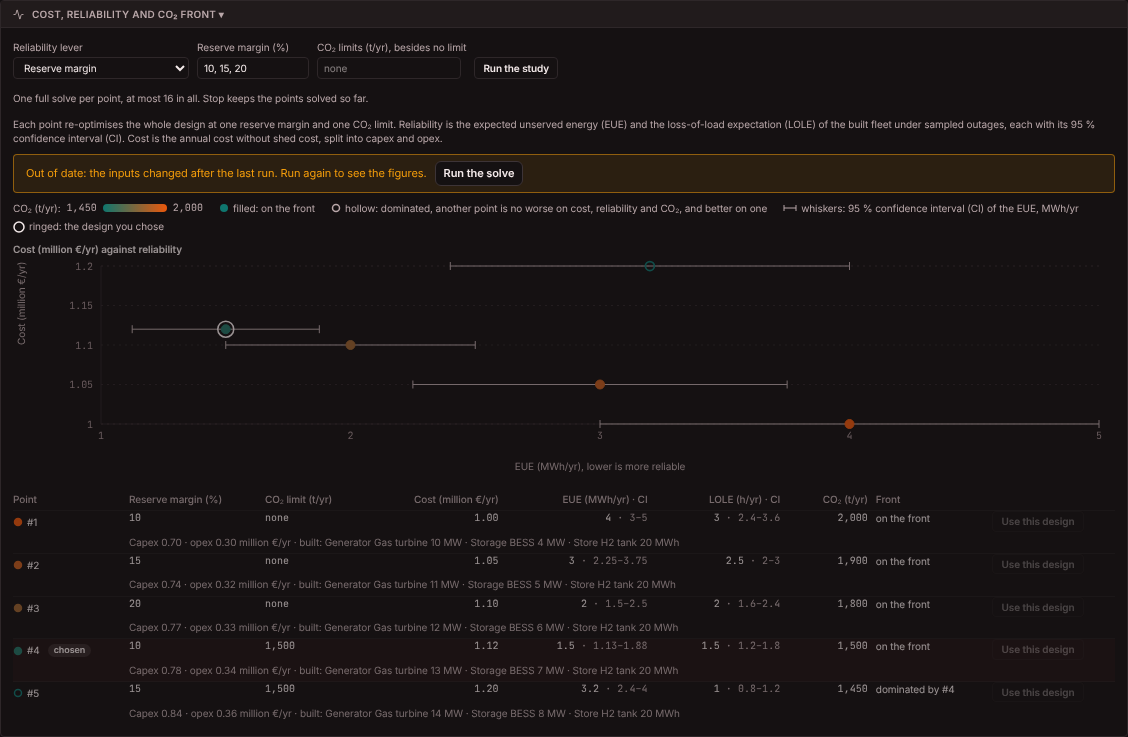 COST, RELIABILITY AND CO₂ FRONT ▾
Reliability lever
Reserve margin (%)
CO₂ limits (t/yr), besides no limit
Reserve margin
10, 15, 20
none
Run the study
One full solve per point, at most 16 in all. Stop keeps the points solved so far.
Each point re-optimises the whole design at one reserve margin and one CO₂ limit. Reliability is the expected unserved energy (EUE) and the loss-of-load expectation (LOLE) of the built fleet under sampled outages, each with its 95 %
confidence interval (CI). Cost is the annual cost without shed cost, split into capex and opex.
Out of date: the inputs changed after the last run. Run again to see the figures. Run the solve
CO₂ (t/yr): 1,450 2,000 filled: on the front hollow: dominated, another point is no worse on cost, reliability and CO₂, and better on one whiskers: 95 % confidence interval (CI) of the EUE, MWh/yr
ringed: the design you chose
Cost (million €/yr) against reliability
Cost (million €/yr)
1.2
1.15
1.1
1.05
1
1 2 3 4 5
EUE (MWh/yr), lower is more reliable
Point Reserve margin (%) CO₂ limit (t/yr) Cost (million €/yr) EUE (MWh/yr) · CI LOLE (h/yr) · CI CO₂ (t/yr) Front
#1 10 none 1.00 4 · 3–5 3 · 2.4–3.6 2,000 on the front Use this design
Capex 0.70 · opex 0.30 million €/yr · built: Generator Gas turbine 10 MW · Storage BESS 4 MW · Store H2 tank 20 MWh
#2 15 none 1.05 3 · 2.25–3.75 2.5 · 2–3 1,900 on the front Use this design
Capex 0.74 · opex 0.32 million €/yr · built: Generator Gas turbine 11 MW · Storage BESS 5 MW · Store H2 tank 20 MWh
#3 20 none 1.10 2 · 1.5–2.5 2 · 1.6–2.4 1,800 on the front Use this design
Capex 0.77 · opex 0.33 million €/yr · built: Generator Gas turbine 12 MW · Storage BESS 6 MW · Store H2 tank 20 MWh
#4 chosen 10 1,500 1.12 1.5 · 1.13–1.88 1.5 · 1.2–1.8 1,500 on the front Use this design
Capex 0.78 · opex 0.34 million €/yr · built: Generator Gas turbine 13 MW · Storage BESS 7 MW · Store H2 tank 20 MWh
#5 15 1,500 1.20 3.2 · 2.4–4 1 · 0.8–1.2 1,450 dominated by #4 Use this design
Capex 0.84 · opex 0.36 million €/yr · built: Generator Gas turbine 14 MW · Storage BESS 8 MW · Store H2 tank 20 MWh